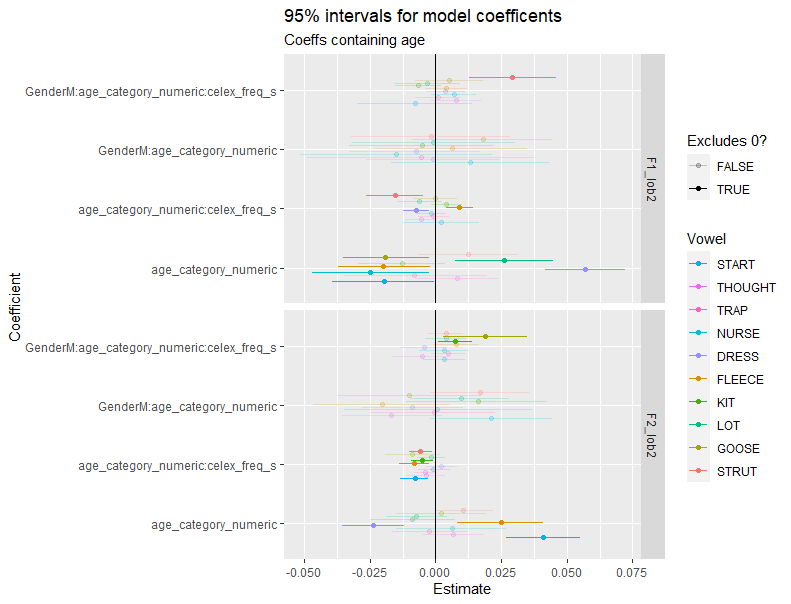 95% intervals for model coefficents
Coeffs containing age
Coefficient
GenderM:age_category_numeric:celex_freq_s
GenderM:age_category_numeric
age_category_numeric:celex_freq_s
age_category_numeric
F1_lob2
GenderM:age_category_numeric:celex_freq_s
GenderM:age_category_numeric
age_category_numeric:celex_freq_s
age_category_numeric
F2_lob2
-0.050 -0.025 0.000 0.025 0.050 0.075
Estimate
Excludes 0?
FALSE
TRUE
Vowel
START
THOUGHT
TRAP
NURSE
DRESS
FLEECE
KIT
LOT
GOOSE
STRUT